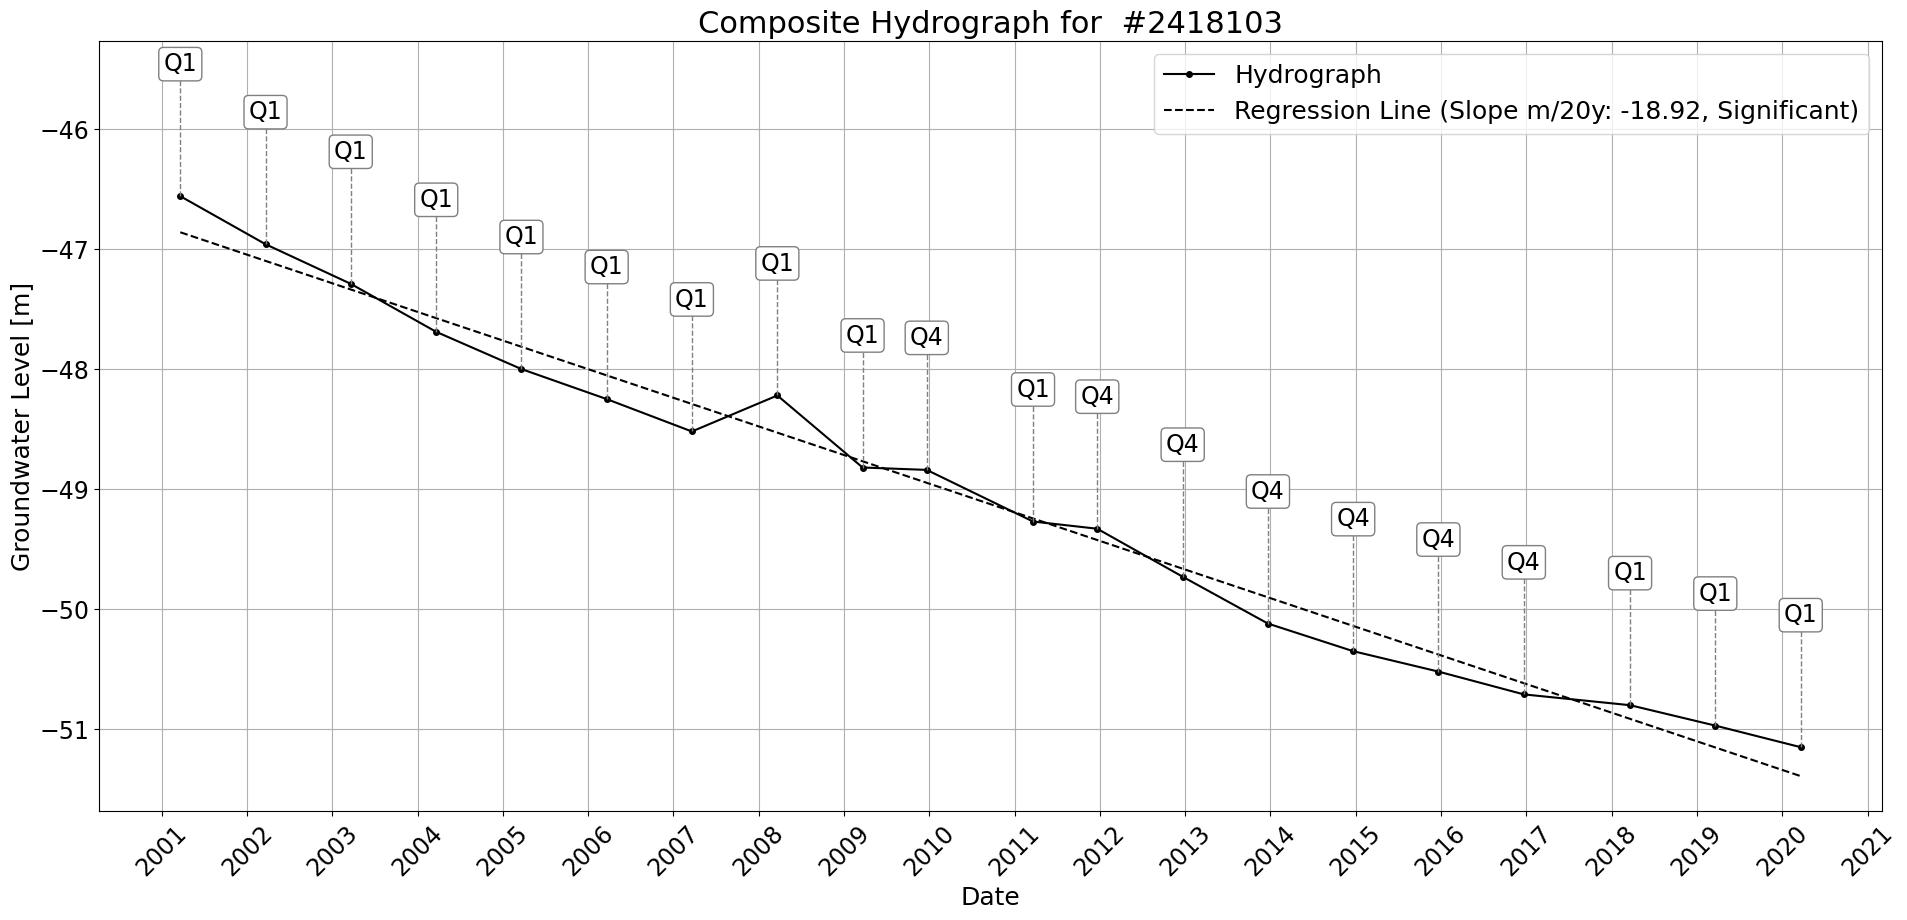 Composite Hydrograph for  #2418103
Hydrograph
Regression Line (Slope m/20y: -18.92, Significant)
Q1
Q1
Q1
Q1
Q1
Q1
Q1
Q1
Q1
Q4
Q1
Q4
Q4
Q4
Q4
Q4
Q4
Q1
Q1
Q1
Groundwater Level [m]
−46
−47
−48
−49
−50
−51
2001
2002
2003
2004
2005
2006
2007
2008
2009
2010
2011
2012
2013
2014
2015
2016
2017
2018
2019
2020
2021
Date